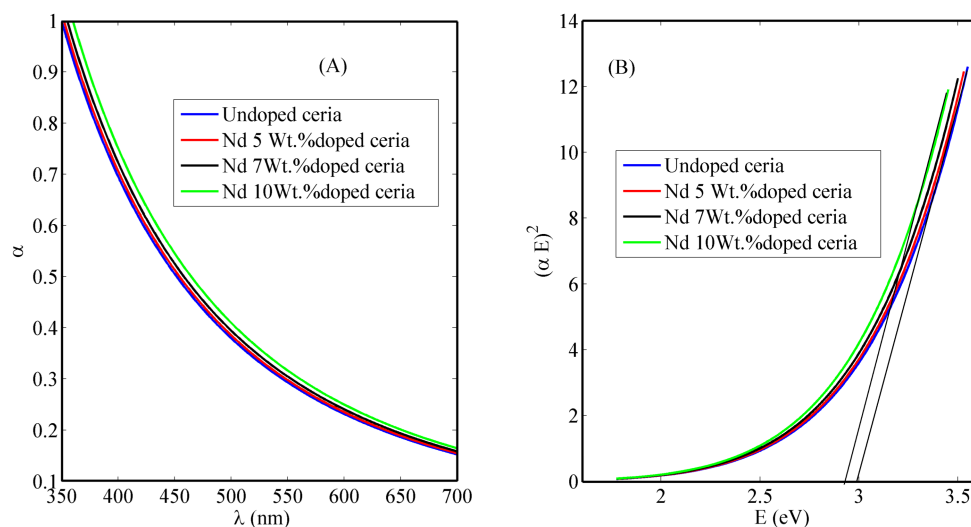 1
0.9
0.8
0.7
0.6
0.5
0.4
0.3
0.2
0.1
α
(A)
Undoped ceria
Nd 5 Wt.%doped ceria
Nd 7Wt.%doped ceria
Nd 10Wt.%doped ceria
350 400 450 500 550 600 650 700
λ (nm)
14
12
10
8
6
4
2
0
(α E)²
(B)
Undoped ceria
Nd 5 Wt.%doped ceria
Nd 7Wt.%doped ceria
Nd 10Wt.%doped ceria
2 2.5 3 3.5
E (eV)